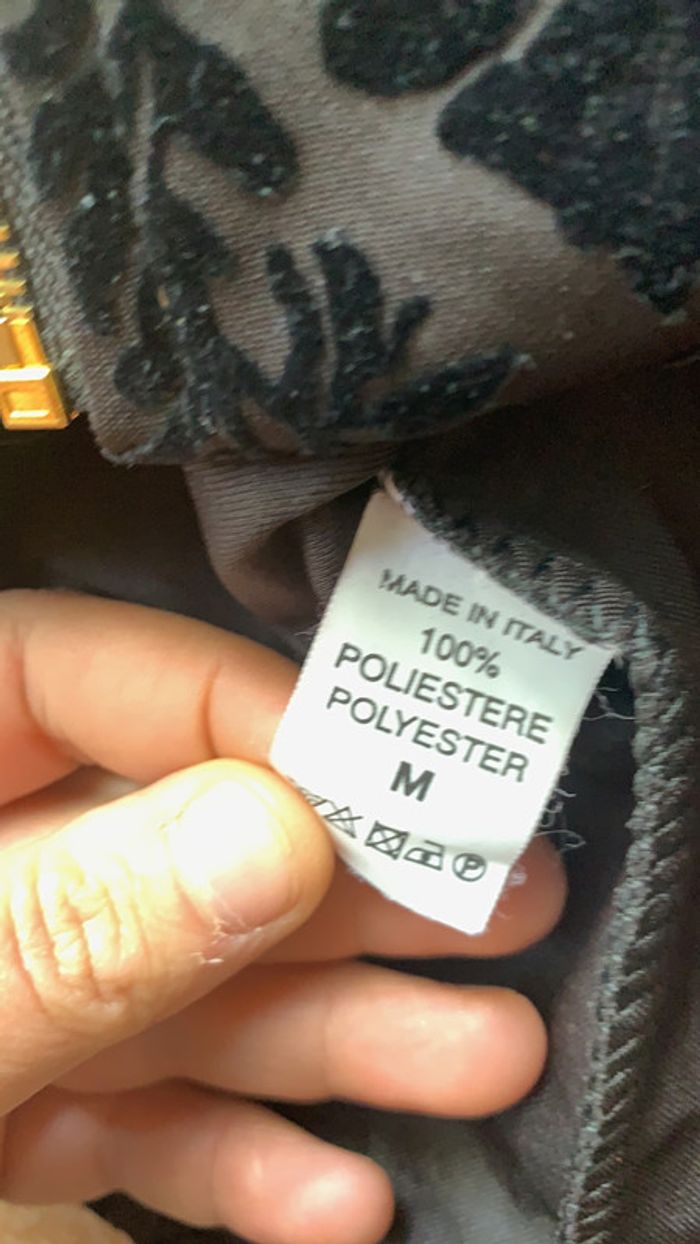 MADE IN ITALY
100%
POLIESTERE
POLYESTER
M
P